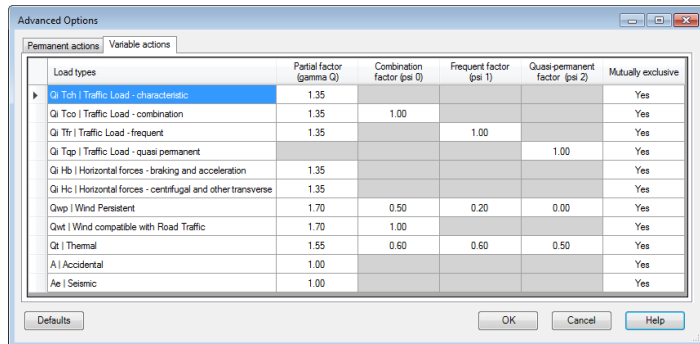 Advanced Options
Permanent actions Variable actions
Load types Partial factor (gamma Q) Combination factor (psi 0) Frequent factor (psi 1) Quasi-permanent factor (psi 2) Mutually exclusive
Qi Tch | Traffic Load - characteristic 1.35 Yes
Qi Tco | Traffic Load - combination 1.35 1.00 Yes
Qi Tfr | Traffic Load - frequent 1.35 1.00 Yes
Qi Tqp | Traffic Load - quasi permanent 1.00 Yes
Qi Hb | Horizontal forces - braking and acceleration 1.35 Yes
Qi Hc | Horizontal forces - centrifugal and other transverse 1.35 Yes
Qwp | Wind Persistent 1.70 0.50 0.20 0.00 Yes
Qwt | Wind compatible with Road Traffic 1.70 1.00 Yes
Qt | Thermal 1.55 0.60 0.60 0.50 Yes
A | Accidental 1.00 Yes
Ae | Seismic 1.00 Yes
Defaults OK Cancel Help